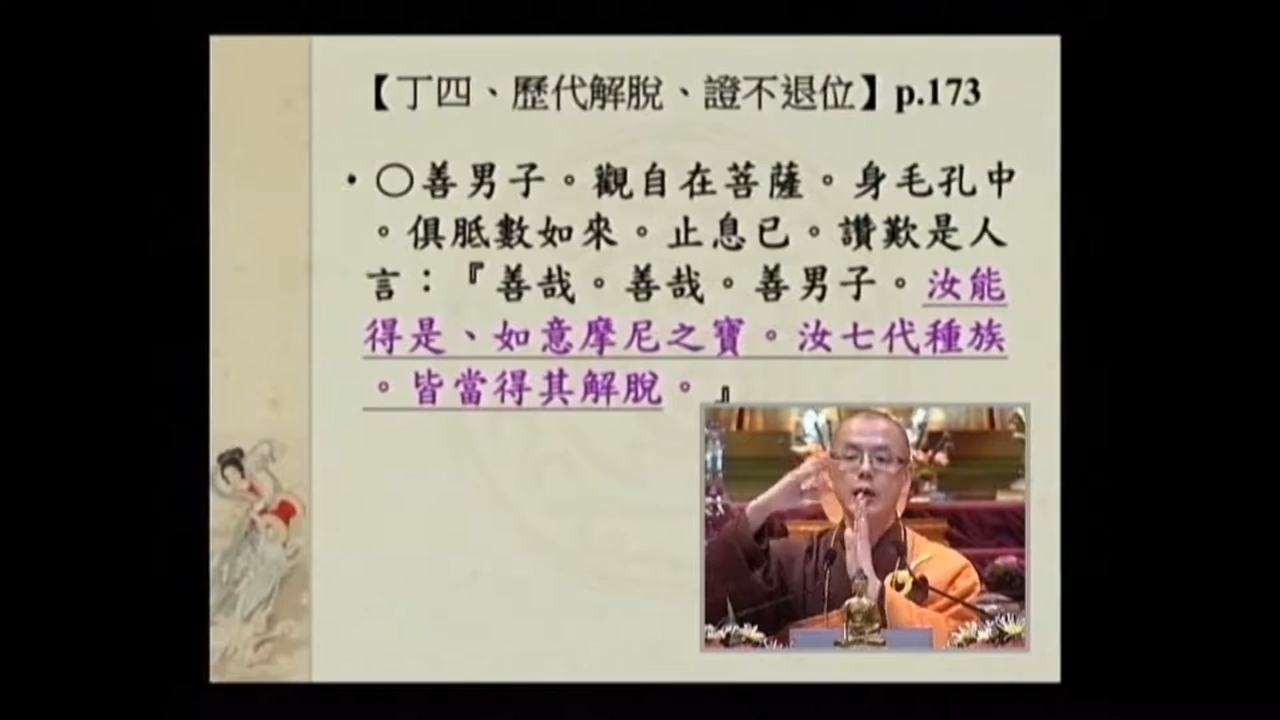 【丁四、歷代解脫、證不退位】p.173
•〇善男子。觀自在菩薩。身毛孔中
。俱胝數如來。止息已。讚歎是人
言：『善哉。善哉。善男子。汝能
得是、如意摩尼之寶。汝七代種族
。皆當得其解脫。』